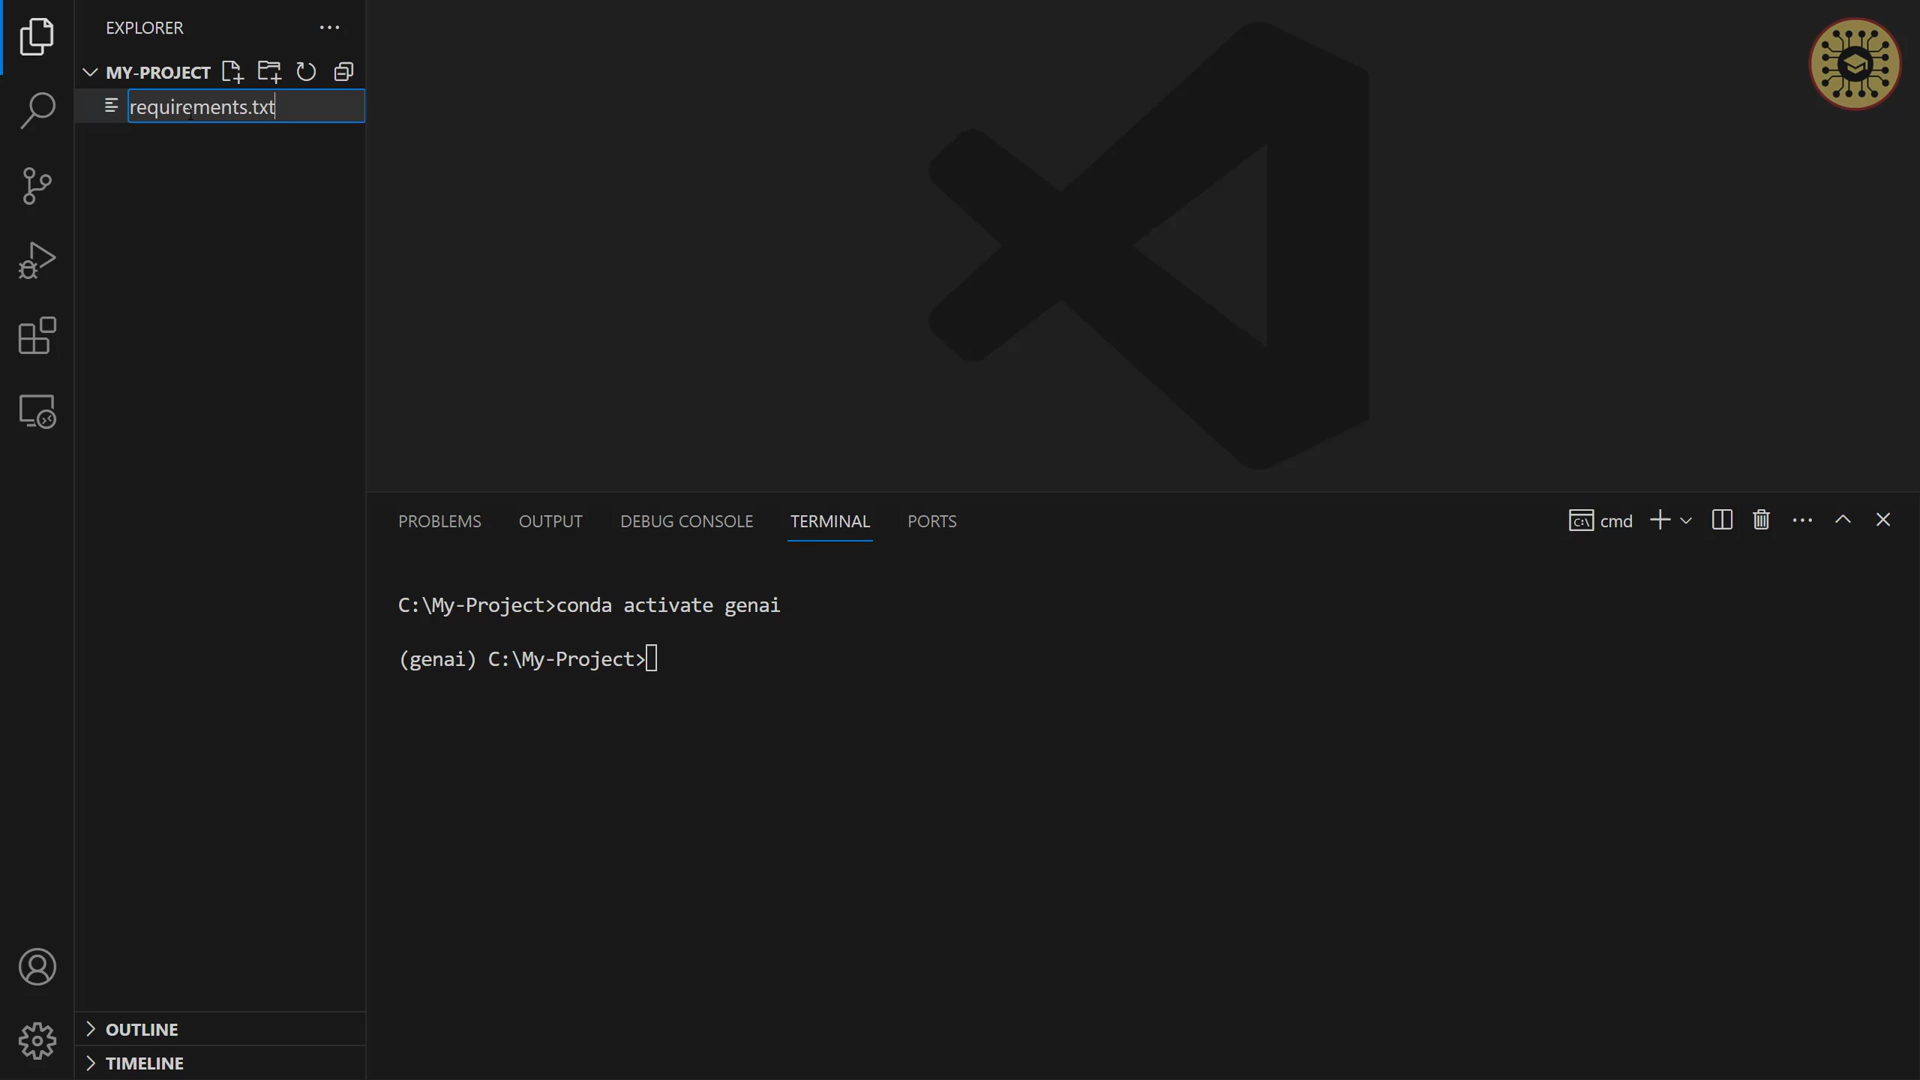 EXPLORER
MY-PROJECT
requirements.txt
PROBLEMS OUTPUT DEBUG CONSOLE TERMINAL PORTS
cmd
C:\My-Project>conda activate genai
(genai) C:\My-Project>
OUTLINE
TIMELINE